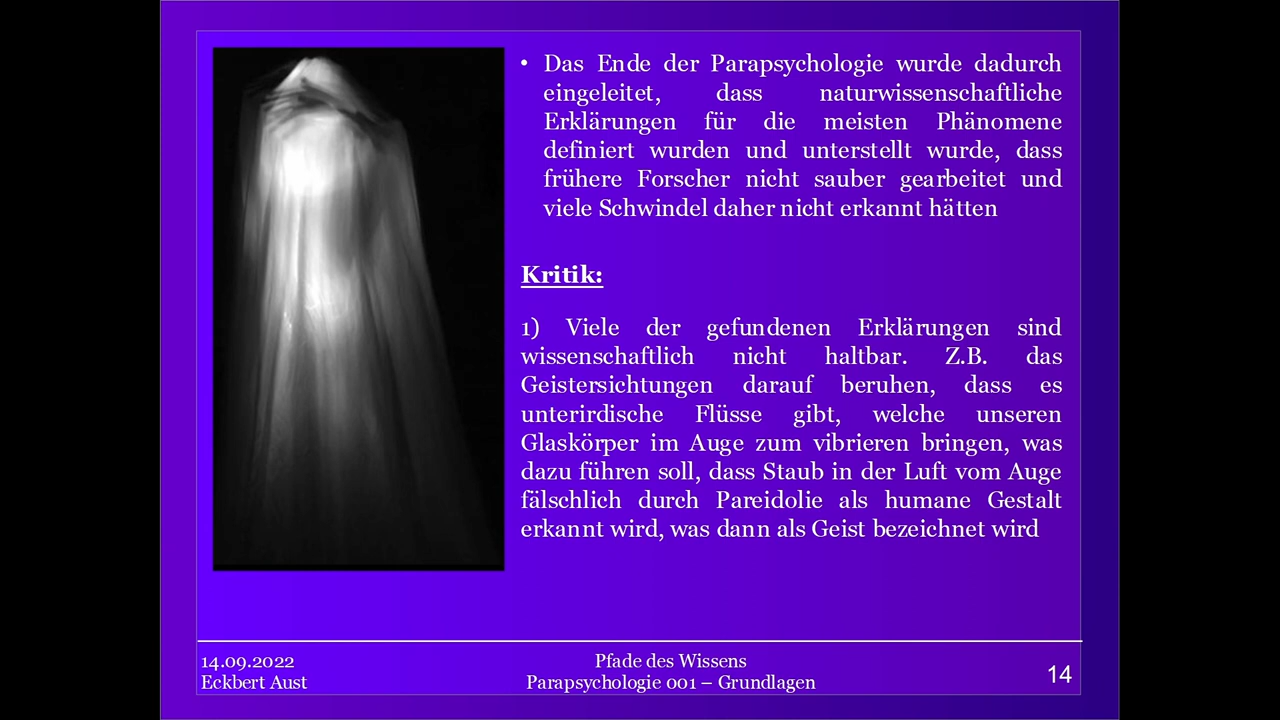 • Das Ende der Parapsychologie wurde dadurch
eingeleitet, dass naturwissenschaftliche
Erklärungen für die meisten Phänomene
definiert wurden und unterstellt wurde, dass
frühere Forscher nicht sauber gearbeitet und
viele Schwindel daher nicht erkannt hätten
Kritik:
1) Viele der gefundenen Erklärungen sind
wissenschaftlich nicht haltbar. Z.B. das
Geistersichtungen darauf beruhen, dass es
unterirdische Flüsse gibt, welche unseren
Glaskörper im Auge zum vibrieren bringen, was
dazu führen soll, dass Staub in der Luft vom Auge
fälschlich durch Pareidolie als humane Gestalt
erkannt wird, was dann als Geist bezeichnet wird
14.09.2022
Eckbert Aust
Pfade des Wissens
Parapsychologie 001 – Grundlagen
14